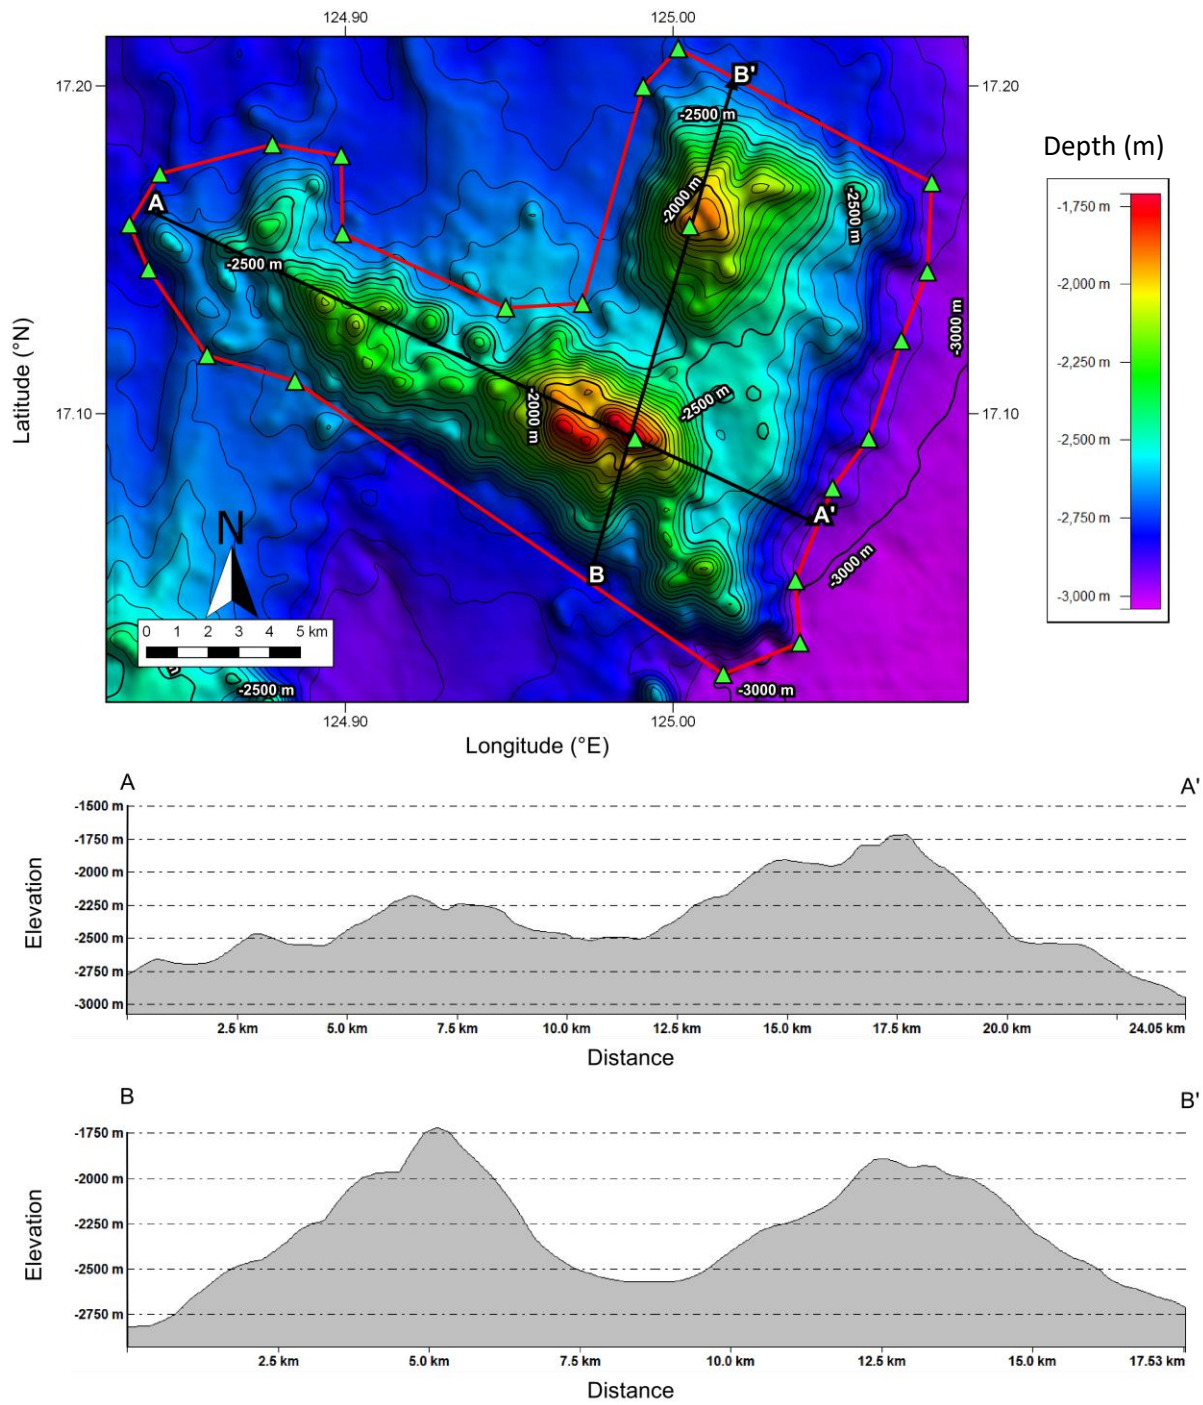 124.90 125.00
17.20 17.20
B'
-2500 m
Depth (m)
A
-2000 m
-2500 m
-1,750 m
-2500 m
-2,000 m
-3000 m
-2,250 m
Latitude (°N)
17.10 17.10
-2000 m
-2500 m
-2,500 m
A'
-2,750 m
N
B
-3000 m
-3,000 m
0 1 2 3 4 5 km
m
-2500 m
-3000 m
124.90 125.00
Longitude (°E)
A A'
-1500 m
-1750 m
-2000 m
-2250 m
-2500 m
-2750 m
-3000 m
Elevation
2.5 km 5.0 km 7.5 km 10.0 km 12.5 km 15.0 km 17.5 km 20.0 km 24.05 km
Distance
B B'
-1750 m
-2000 m
-2250 m
-2500 m
-2750 m
Elevation
2.5 km 5.0 km 7.5 km 10.0 km 12.5 km 15.0 km 17.53 km
Distance